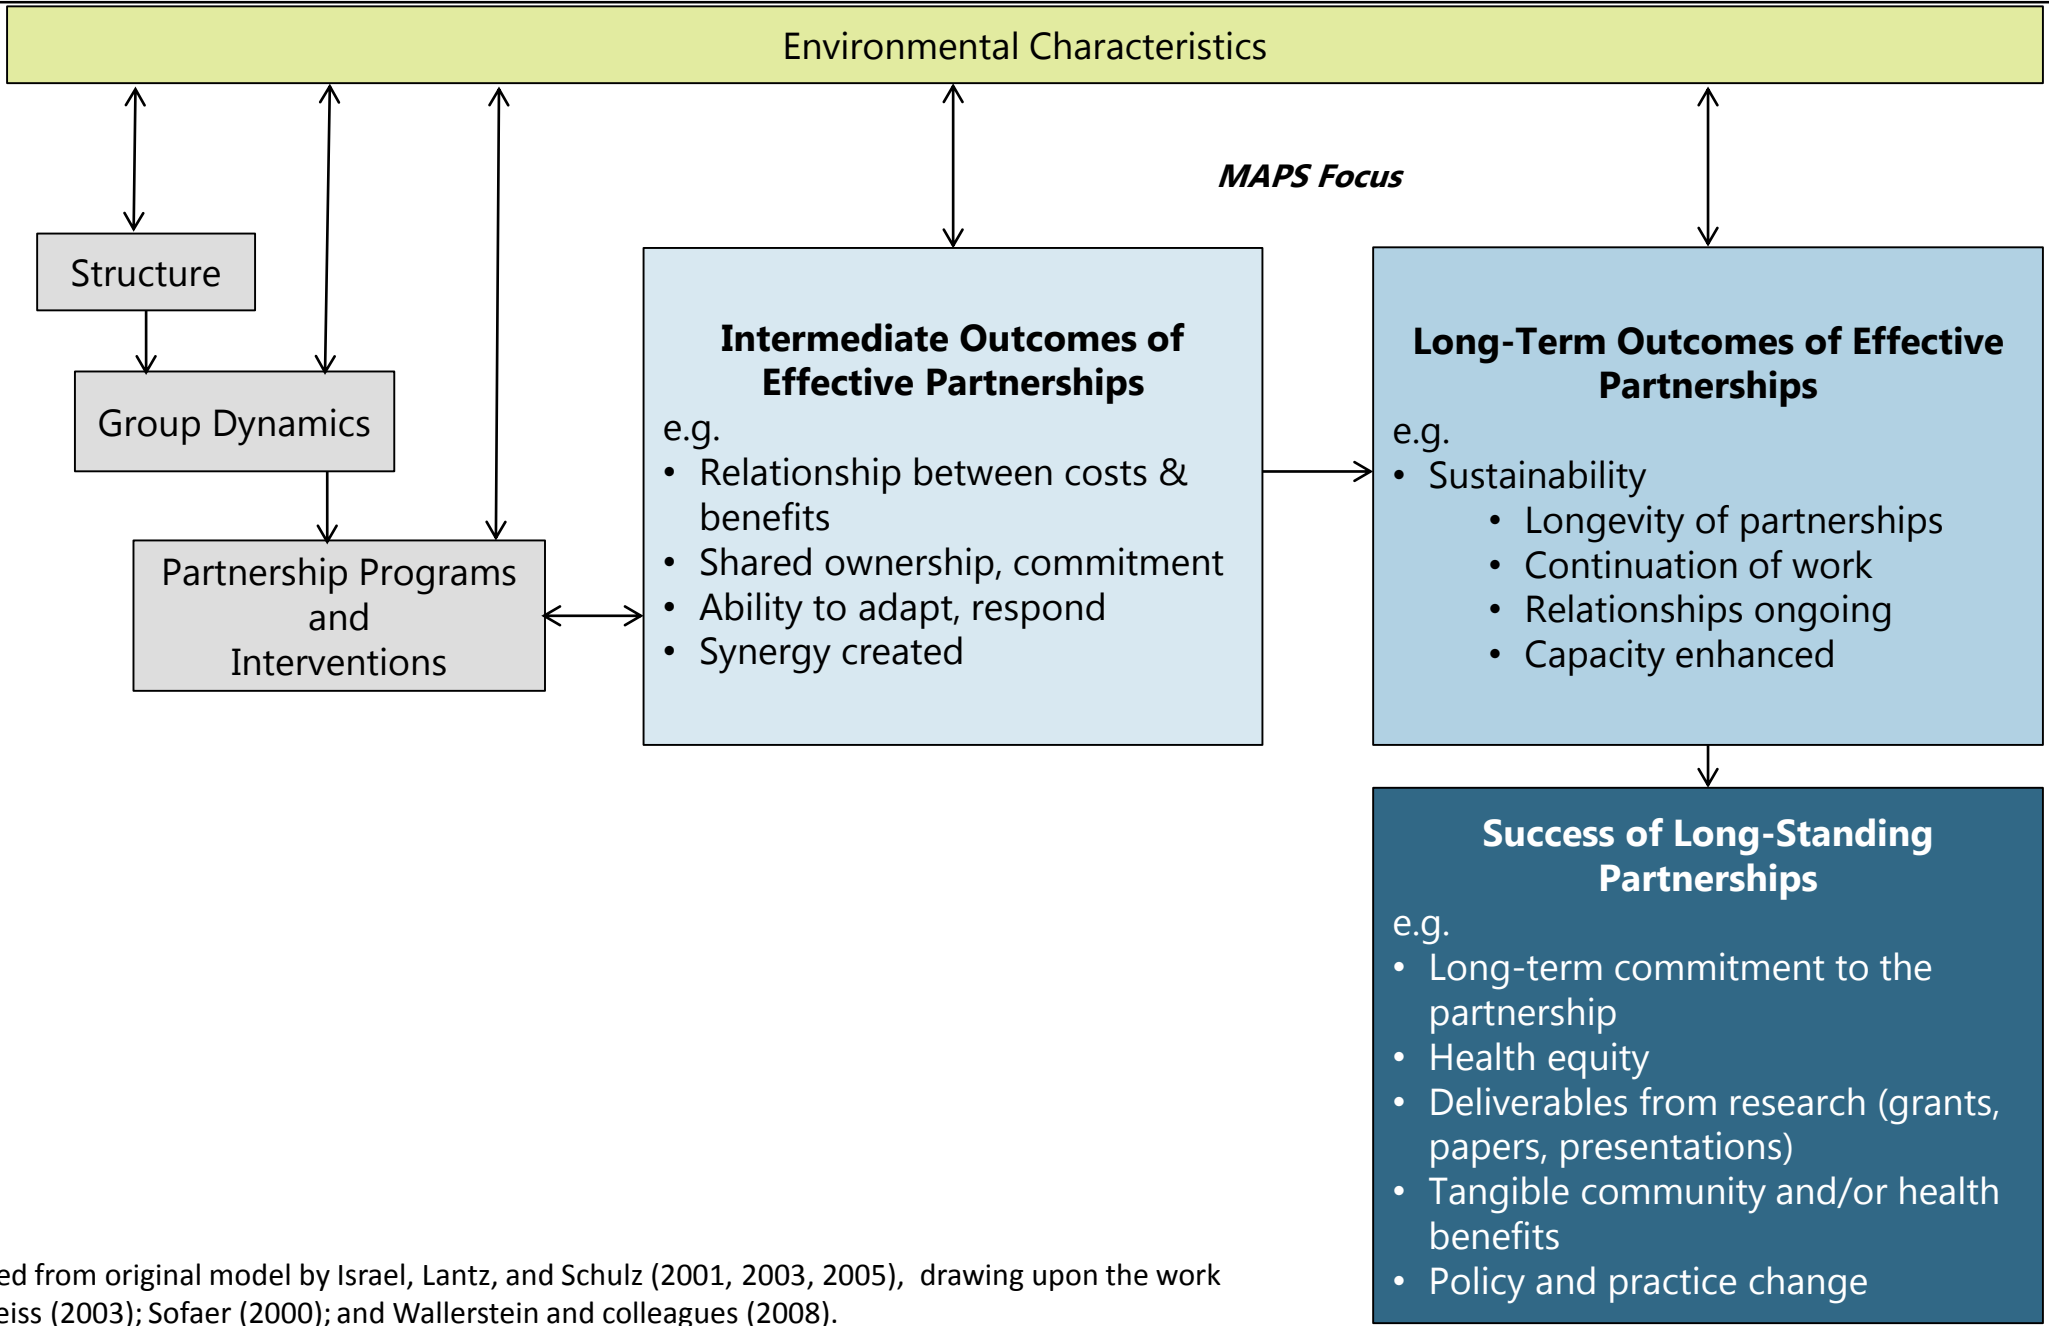 Environmental Characteristics
MAPS Focus
Structure
Group Dynamics
Partnership Programs
and
Interventions
Intermediate Outcomes of
Effective Partnerships
e.g.
• Relationship between costs &
benefits
• Shared ownership, commitment
• Ability to adapt, respond
• Synergy created
Long-Term Outcomes of Effective
Partnerships
e.g.
• Sustainability
• Longevity of partnerships
• Continuation of work
• Relationships ongoing
• Capacity enhanced
Success of Long-Standing
Partnerships
e.g.
• Long-term commitment to the
partnership
• Health equity
• Deliverables from research (grants,
papers, presentations)
• Tangible community and/or health
benefits
• Policy and practice change
from original model by Israel, Lantz, and Schulz (2001, 2003, 2005), drawing upon the work
(2003); Sofaer (2000); and Wallerstein and colleagues (2008).